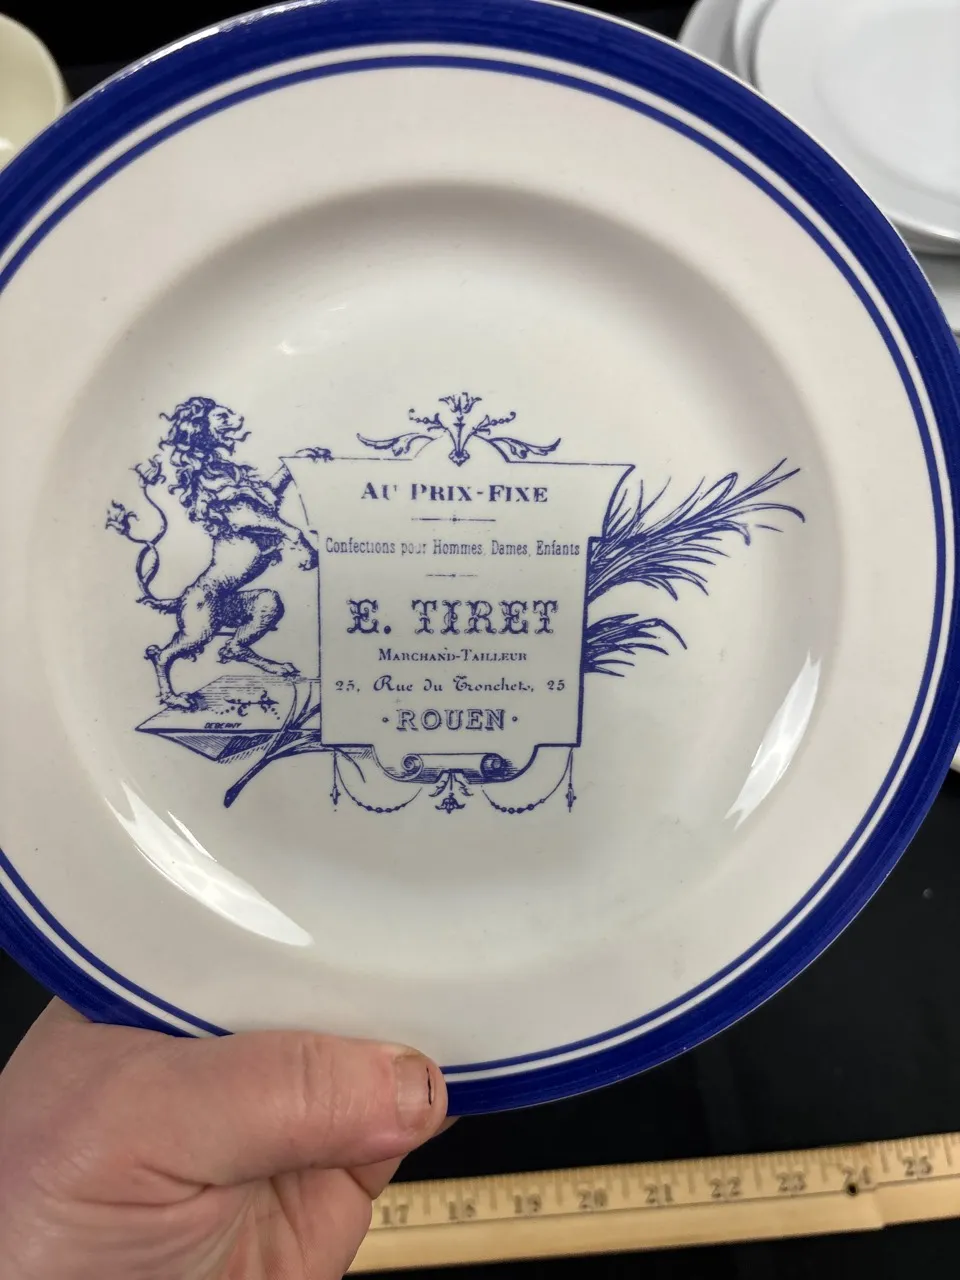 AU PRIX-FIXE
Confections pour Hommes, Dames, Enfants
E. TIRET
MARCHAND-TAILLEUR
25, Rue du Tronchet, 25
· ROUEN ·
DEBERNY
17 18 19 20 21 22 23 24 25